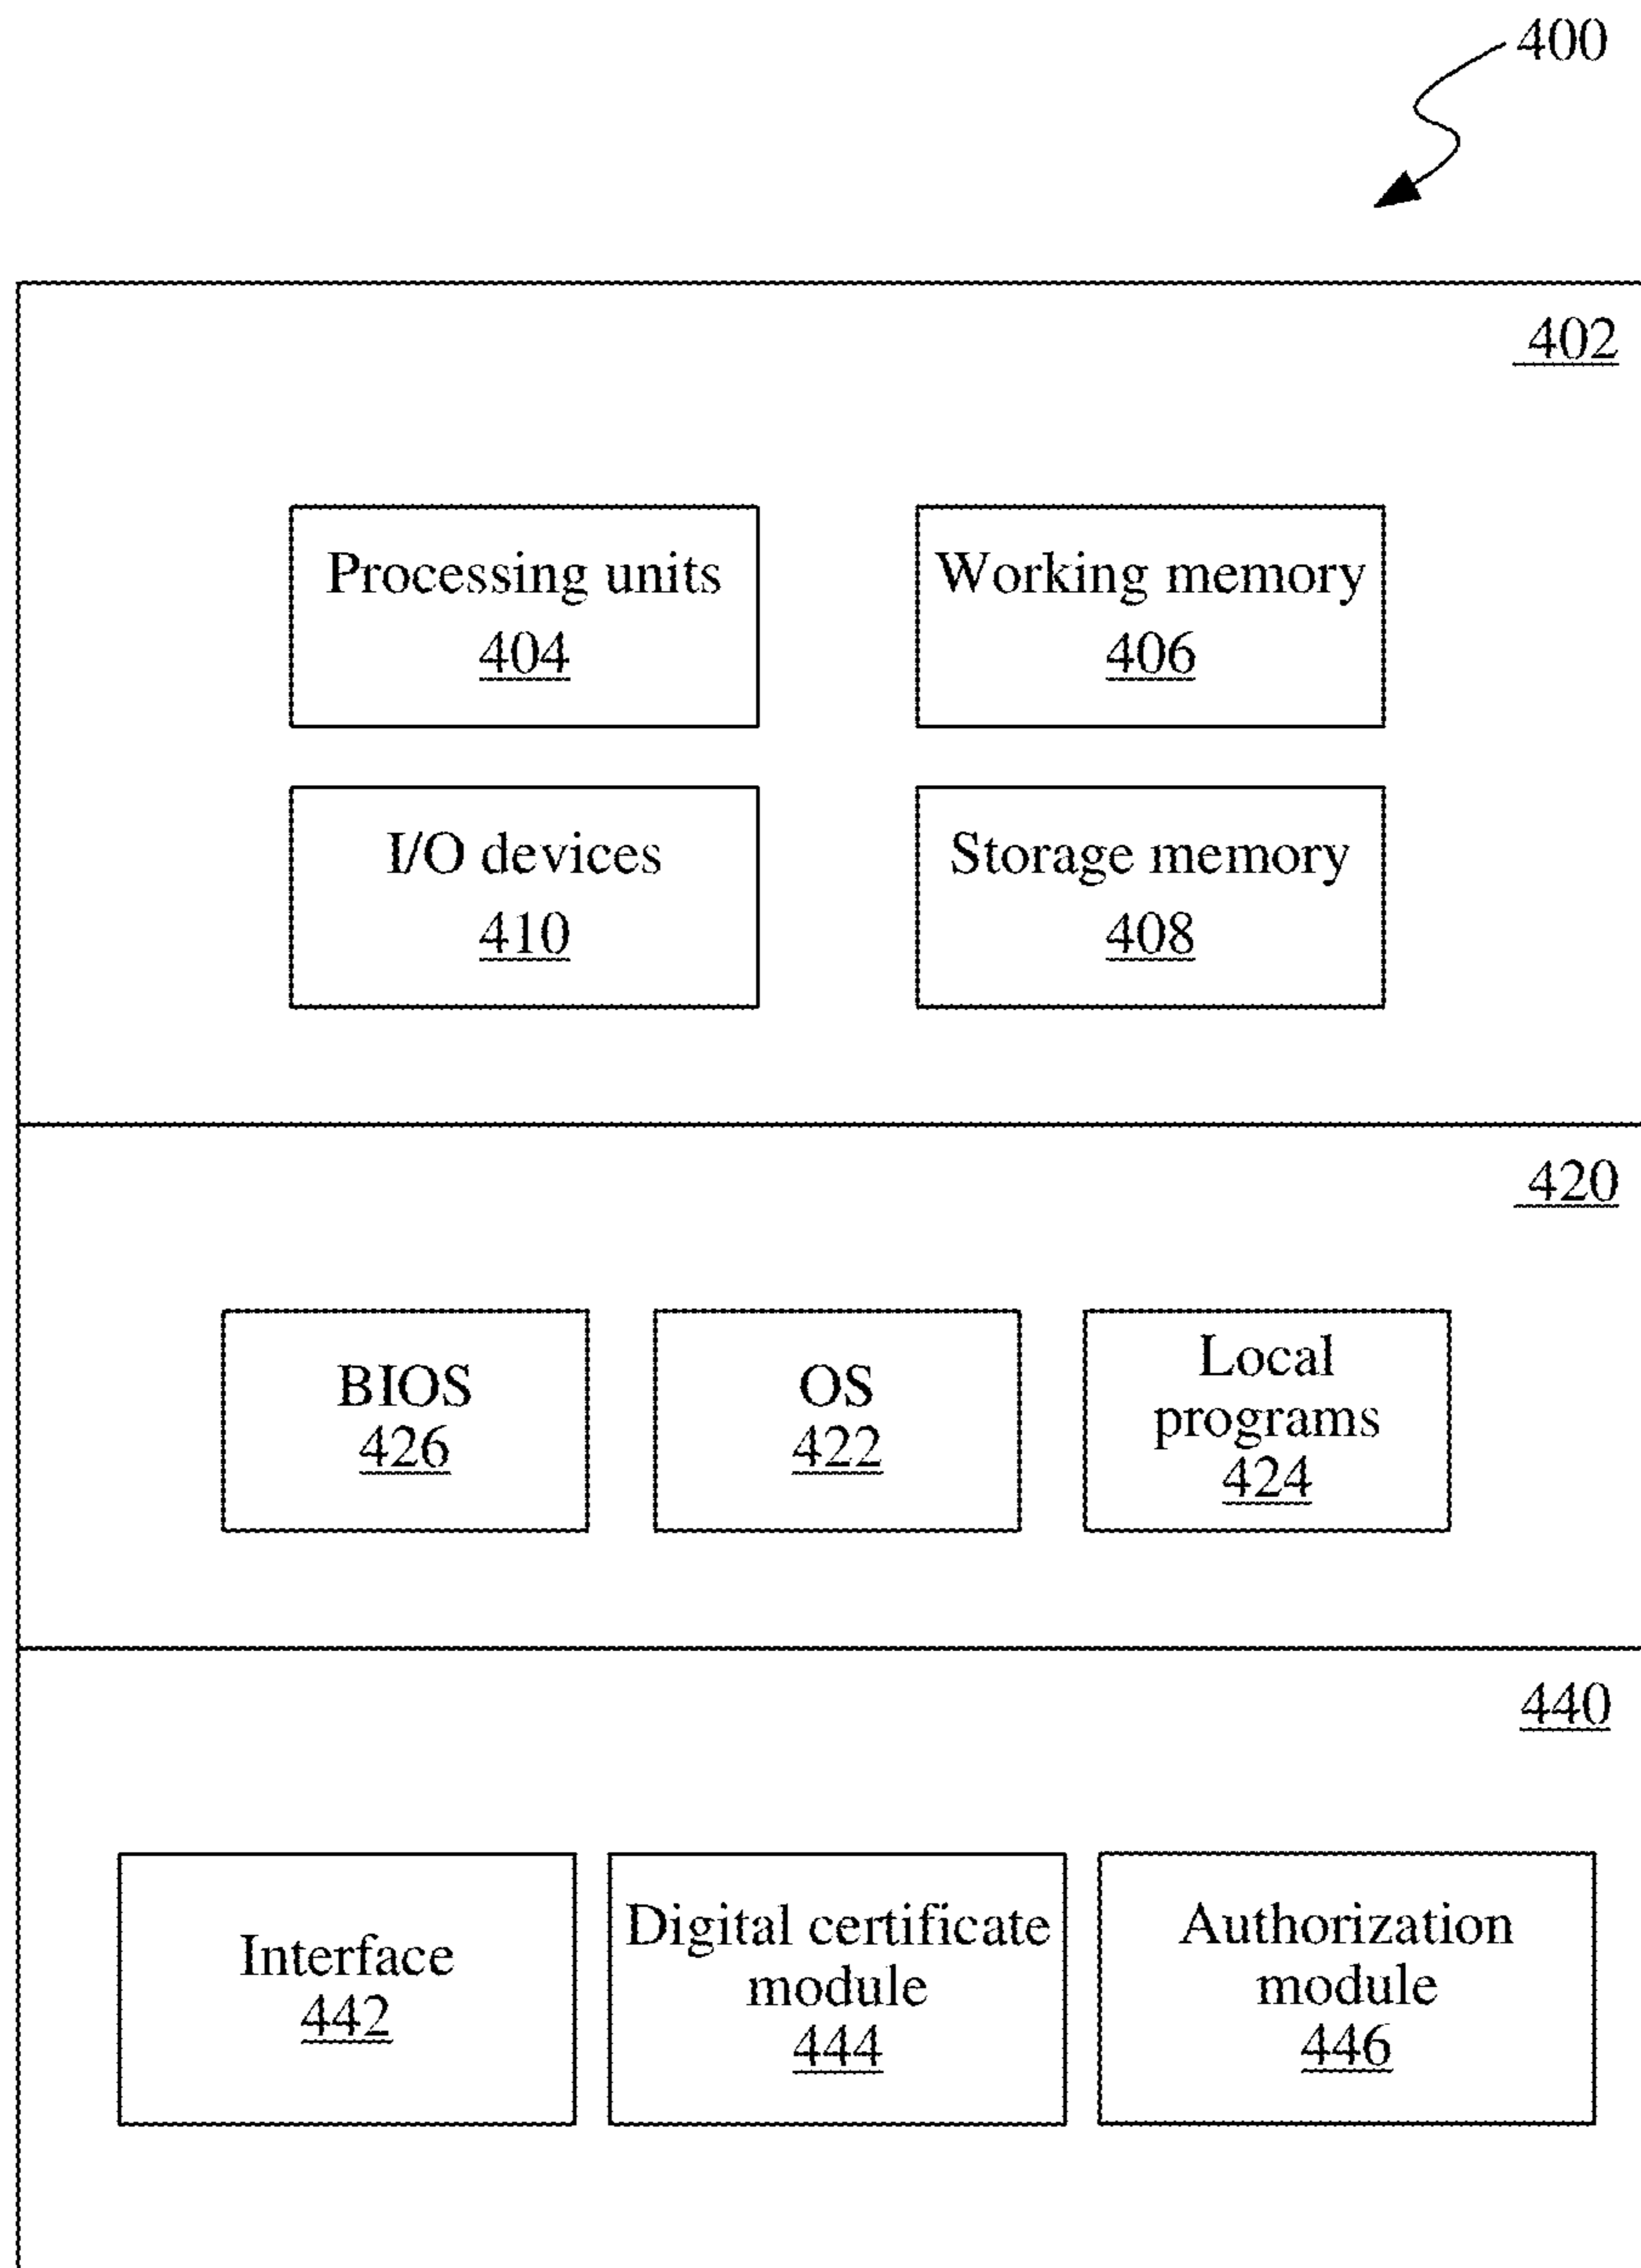 400
402
Processing units
404
Working memory
406
I/O devices
410
Storage memory
408
420
BIOS
426
OS
422
Local
programs
424
440
Interface
442
Digital certificate
module
444
Authorization
module
446